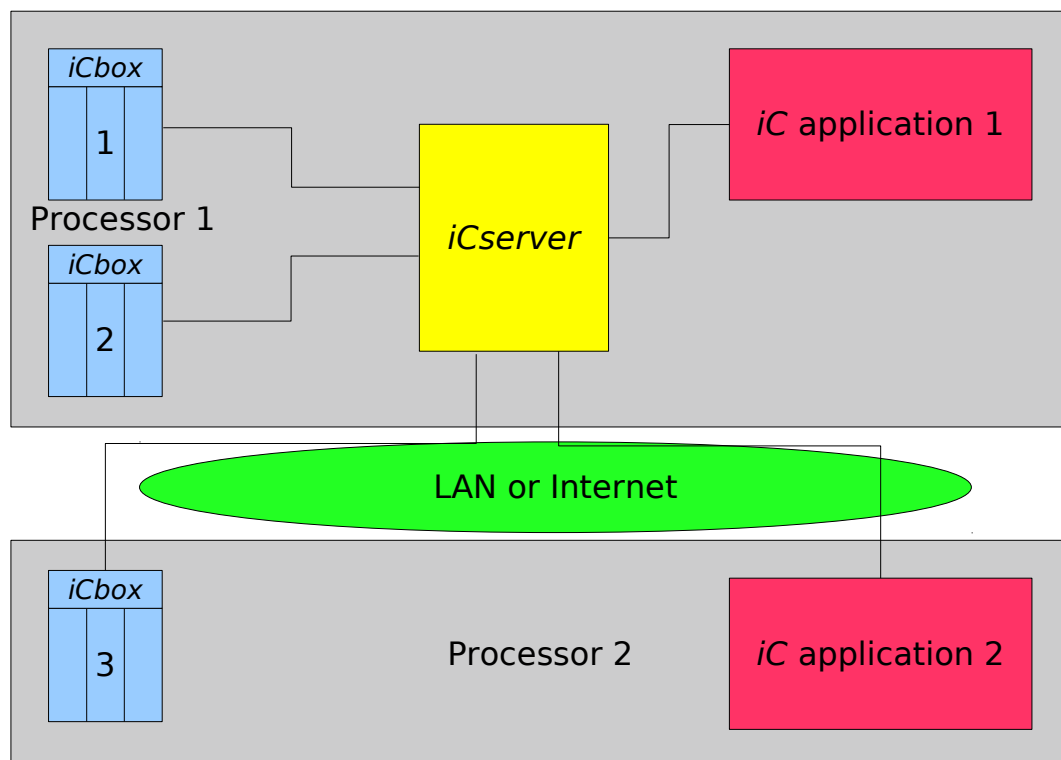 iCbox
1
iC application 1
Processor 1
iCserver
iCbox
2
LAN or Internet
iCbox
3
Processor 2
iC application 2